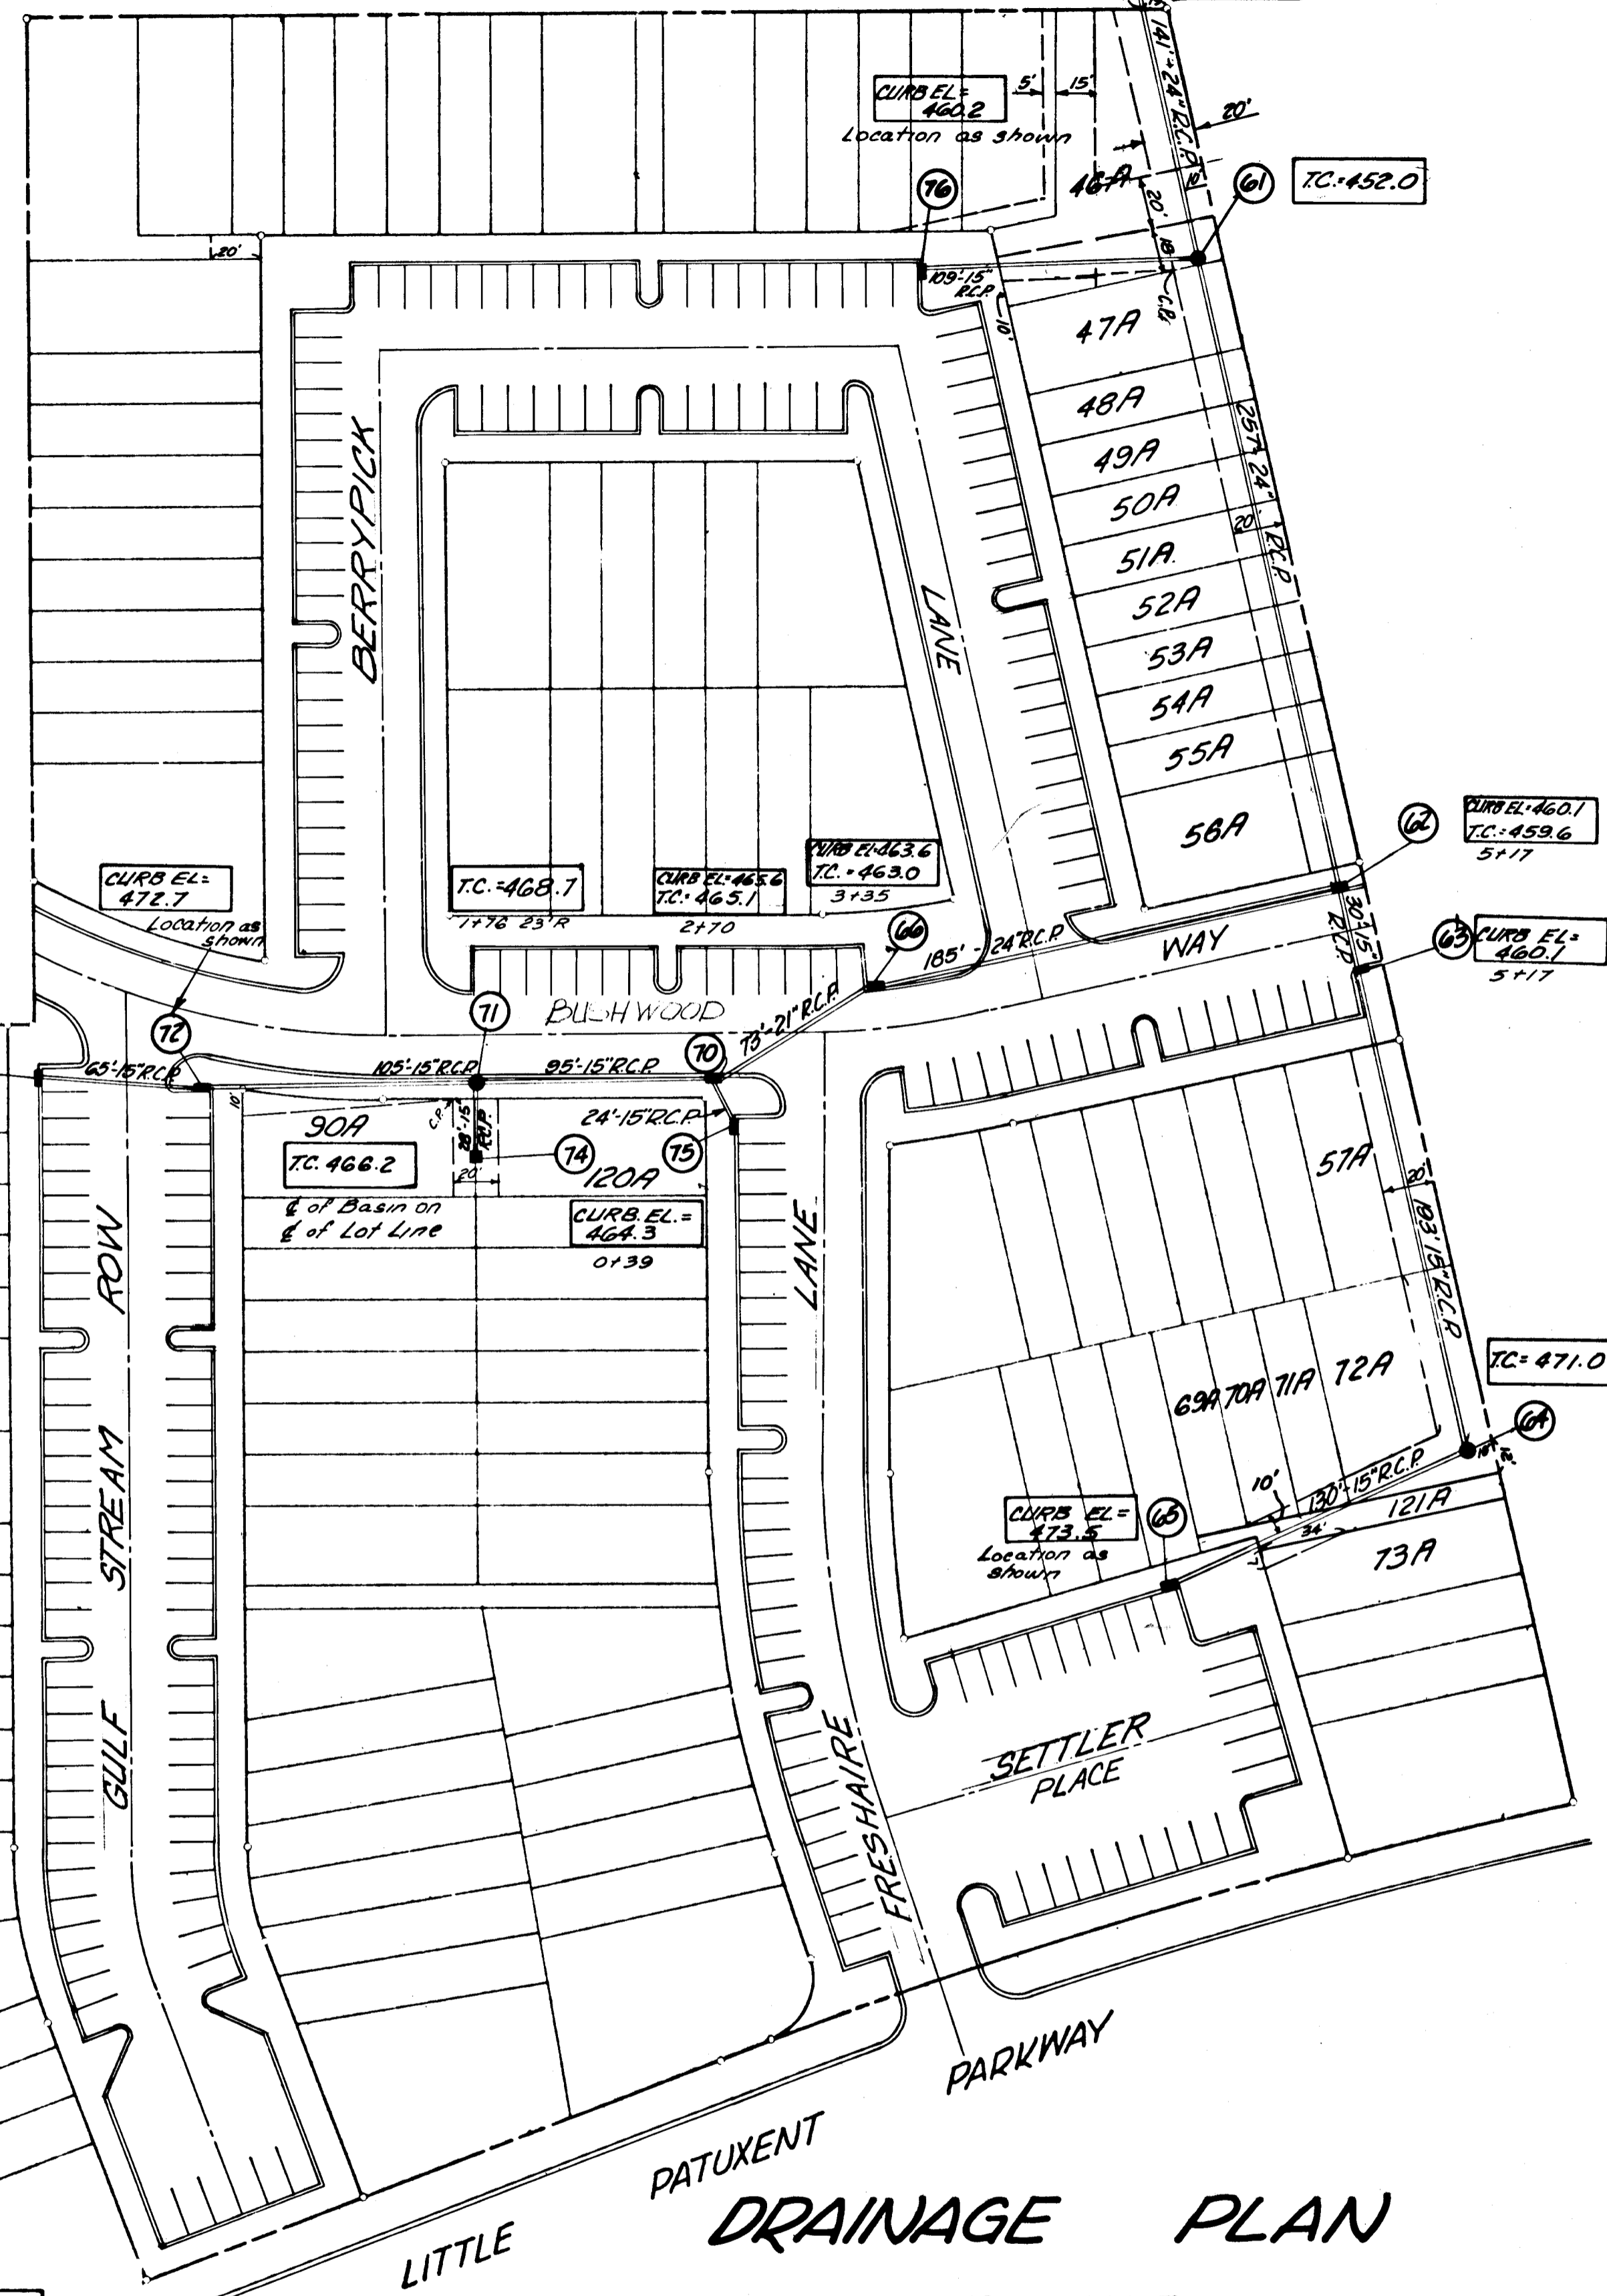 141'-24" R.C.P.
CURB EL=
460.2
Location as shown
5'
15'
20'
46A
10'
20'
18'
76
61
T.C.=452.0
20'
109'-15"
R.C.P.
10'
C.P.
47A
48A
49A
50A
51A
52A
53A
54A
55A
56A
257'-24" R.C.P.
20'
BERRYPICK
LANE
CURB EL=
472.7
Location as
shown
T.C.=468.7
1+76 23'R
CURB EL=465.6
T.C.=465.1
2+70
CURB EL=463.6
T.C.=463.0
3+35
62
CURB EL=460.1
T.C.=459.6
5+17
66
185' - 24" R.C.P.
WAY
30'-15"
R.C.P.
63
CURB EL=
460.1
5+17
72
71
BUSHWOOD
70
73'-21" R.C.P.
65'-15" R.C.P.
105'-15" R.C.P.
95'-15" R.C.P.
10'
90A
C.P.
28'-15"
R.C.P.
24'-15" R.C.P.
T.C. 466.2
74
75
20'
120A
℄ of Basin on
℄ of Lot Line
CURB. EL.=
464.3
0+39
57A
20'
193'-15" R.C.P.
GULF STREAM ROW
LANE
69A 70A 71A 72A
T.C.= 471.0
64
10'
130'-15" R.C.P.
121A
CURB EL=
473.5
Location as
shown
65
34'
73A
SETTLER
PLACE
FRESHAIRE
LITTLE PATUXENT PARKWAY
DRAINAGE PLAN